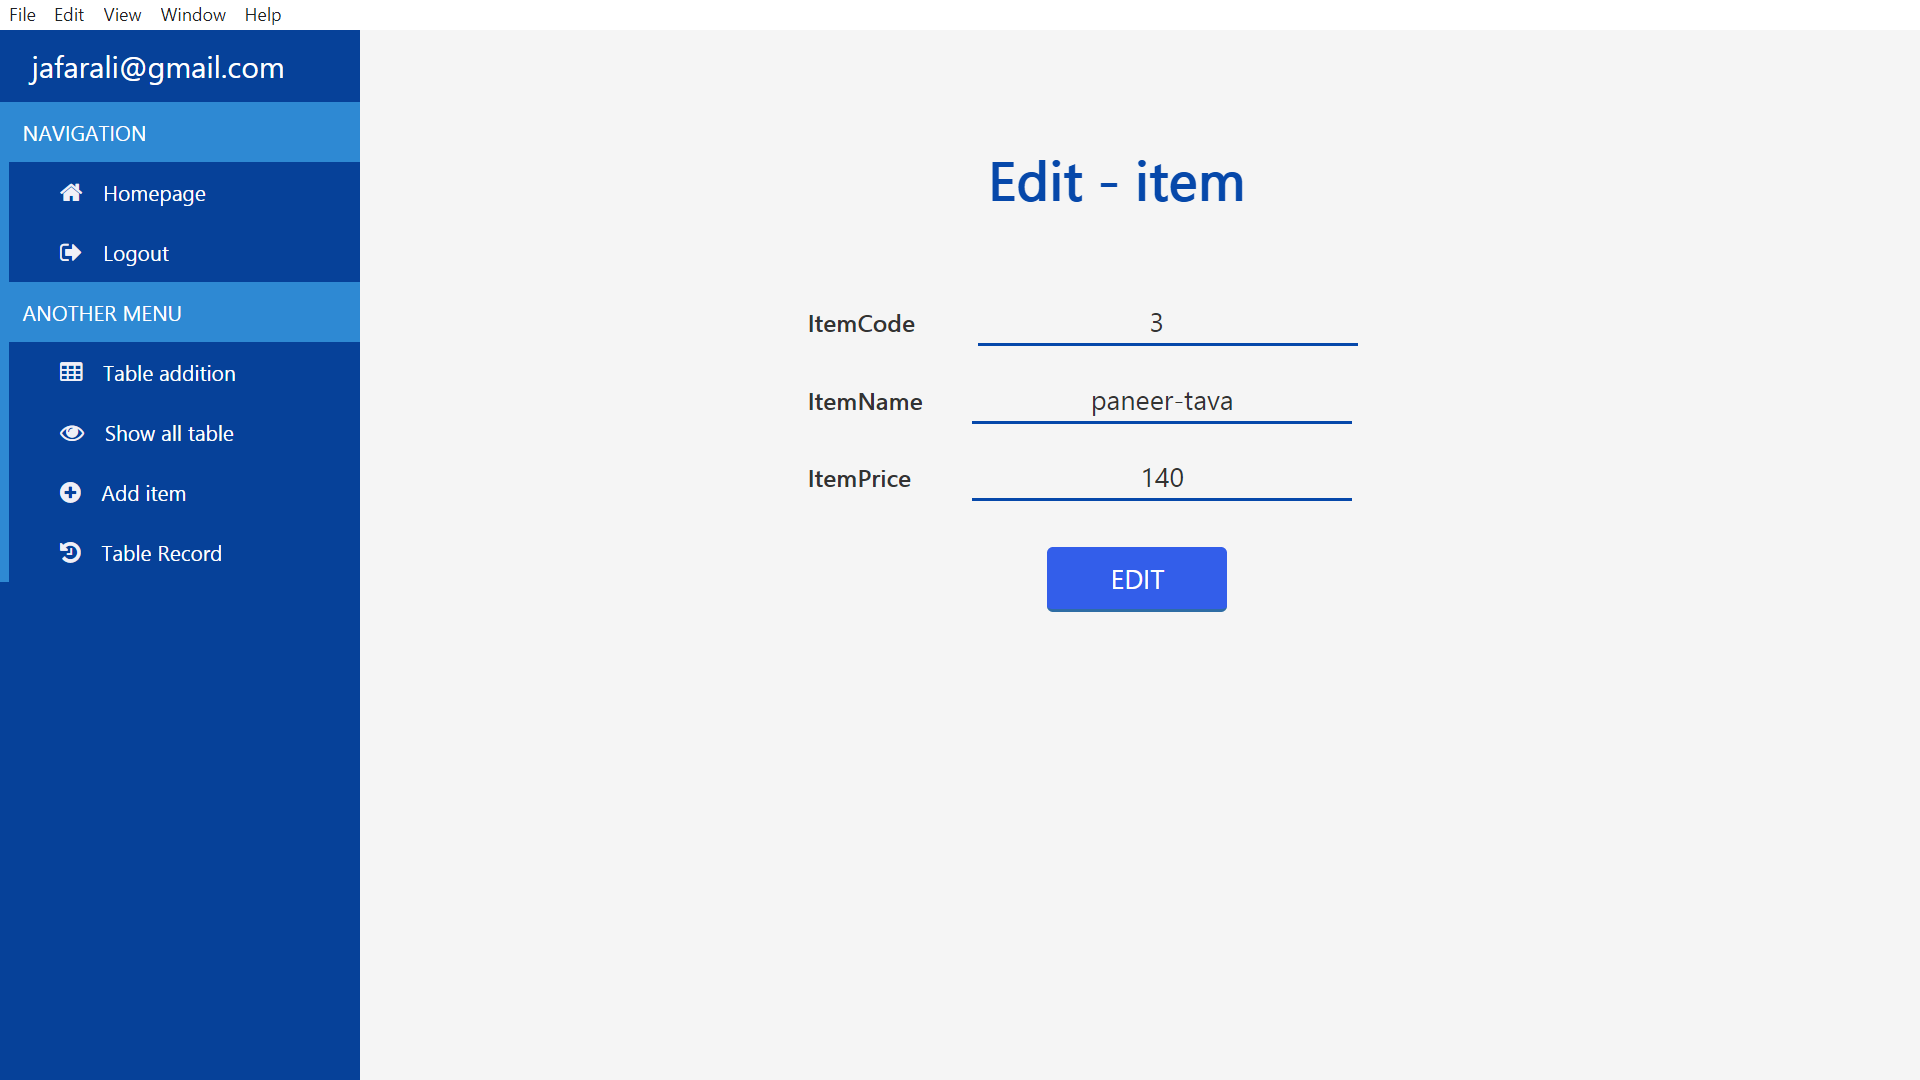 File Edit View Window Help
jafarali@gmail.com
NAVIGATION
Homepage
Logout
ANOTHER MENU
Table addition
Show all table
Add item
Table Record
Edit - item
ItemCode 3
ItemName paneer-tava
ItemPrice 140
EDIT